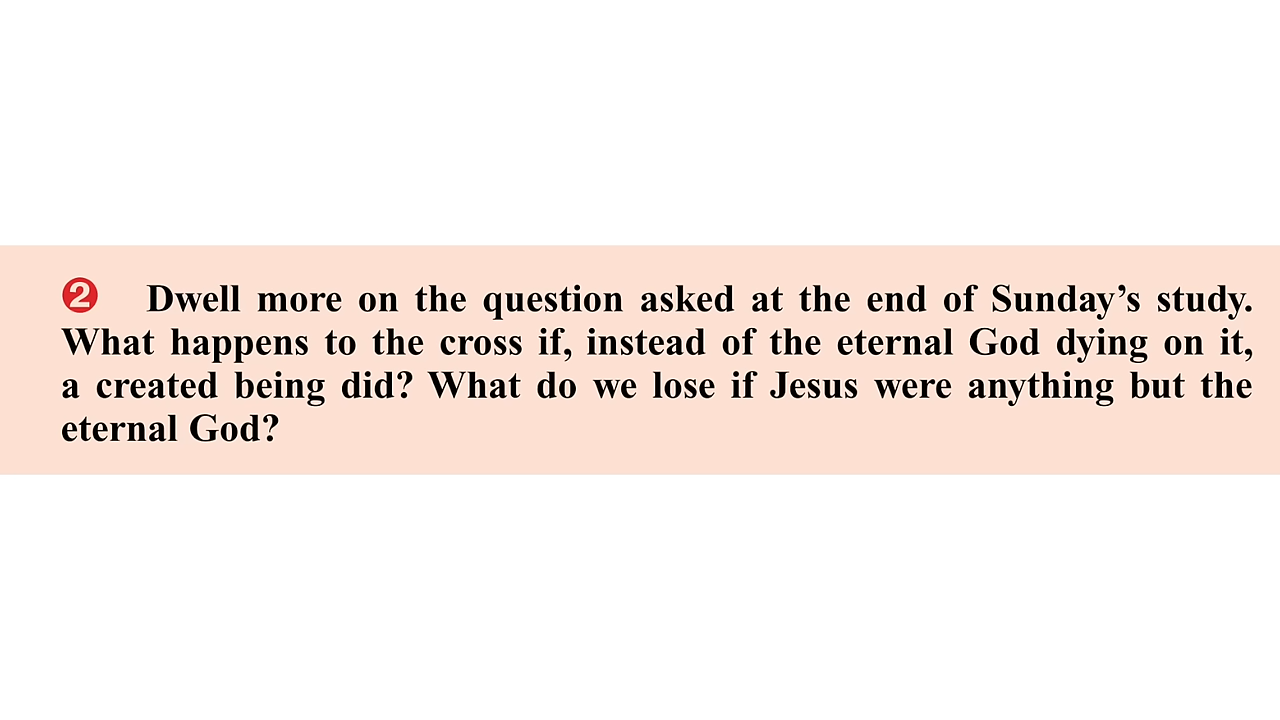 ❷ Dwell more on the question asked at the end of Sunday’s study.
What happens to the cross if, instead of the eternal God dying on it,
a created being did? What do we lose if Jesus were anything but the
eternal God?